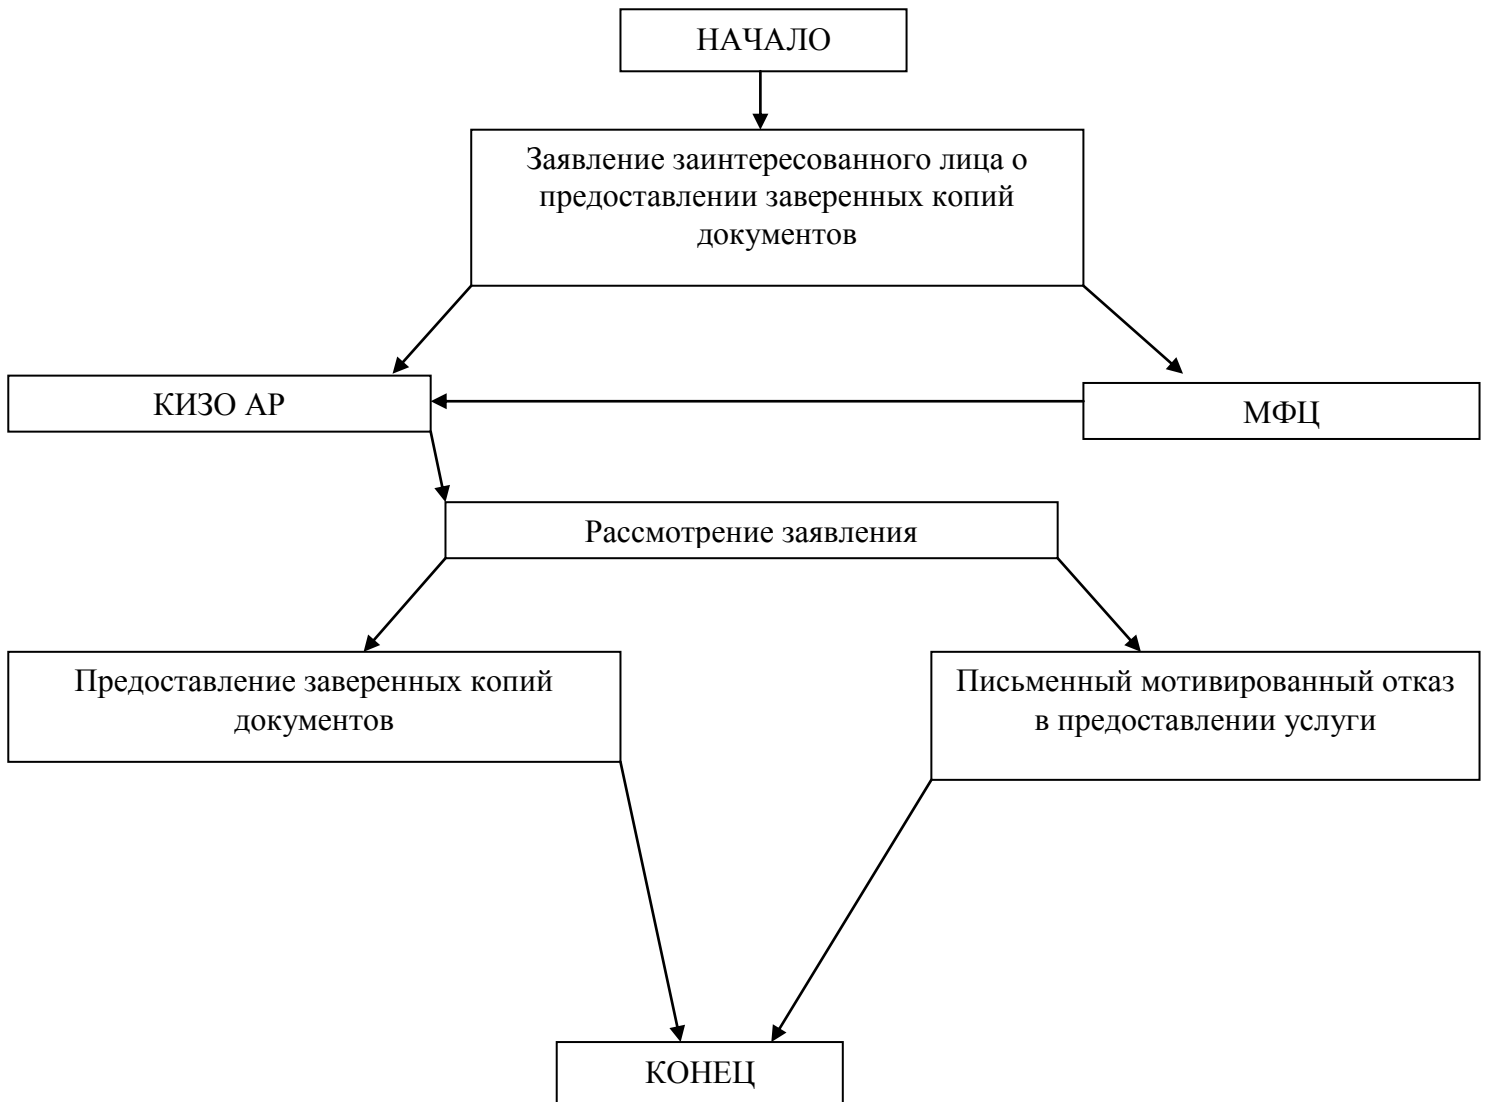 НАЧАЛО
Заявление заинтересованного лица о
предоставлении заверенных копий
документов
КИЗО АР
МФЦ
Рассмотрение заявления
Предоставление заверенных копий
документов
Письменный мотивированный отказ
в предоставлении услуги
КОНЕЦ